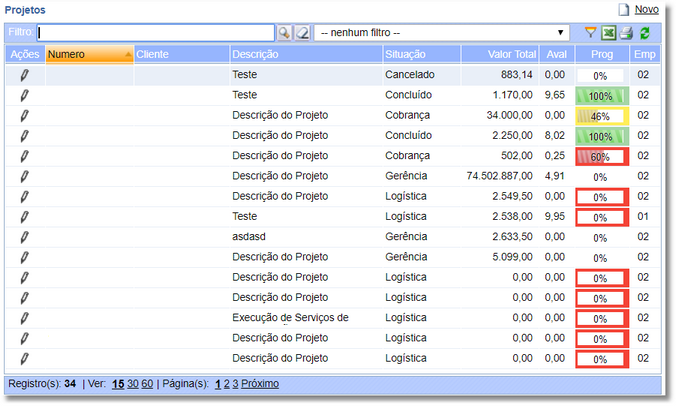 Projetos Novo
Filtro: -- nenhum filtro --
Ações Numero Cliente Descrição Situação Valor Total Aval Prog Emp
Teste Cancelado 883,14 0,00 0% 02
Teste Concluído 1.170,00 9,65 100% 02
Descrição do Projeto Cobrança 34.000,00 0,00 46% 02
Descrição do Projeto Concluído 2.250,00 8,02 100% 02
Descrição do Projeto Cobrança 502,00 0,25 60% 02
Descrição do Projeto Gerência 74.502.887,00 4,91 0% 02
Descrição do Projeto Logística 2.549,50 0,00 0% 02
Teste Logística 2.538,00 9,95 0% 01
asdasd Gerência 2.633,50 0,00 0% 02
Descrição do Projeto Gerência 5.099,00 0,00 0% 02
Descrição do Projeto Logística 0,00 0,00 0% 02
Descrição do Projeto Logística 0,00 0,00 0% 02
Execução de Serviços de Logística 0,00 0,00 0% 02
Descrição do Projeto Logística 0,00 0,00 0% 02
Descrição do Projeto Logística 0,00 0,00 0% 02
Registro(s): 34 | Ver: 15 30 60 | Página(s): 1 2 3 Próximo